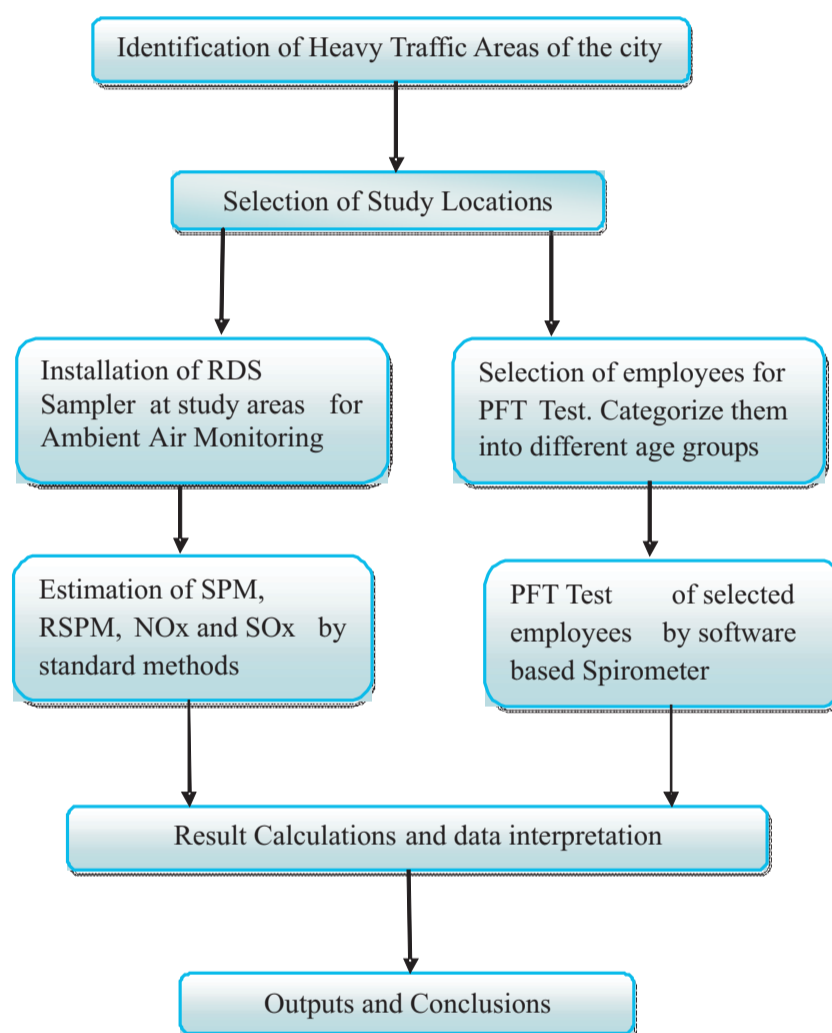 Identification of Heavy Traffic Areas of the city
Selection of Study Locations
Installation of RDS
Sampler at study areas for
Ambient Air Monitoring
Selection of employees for
PFT Test. Categorize them
into different age groups
Estimation of SPM,
RSPM, NOx and SOx by
standard methods
PFT Test of selected
employees by software
based Spirometer
Result Calculations and data interpretation
Outputs and Conclusions